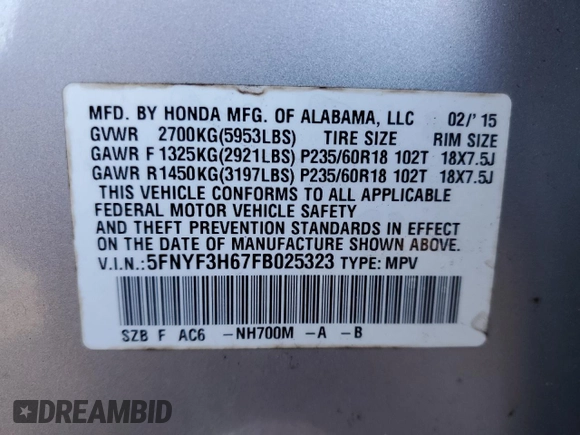 MFD. BY HONDA MFG. OF ALABAMA, LLC 02/'15
GVWR 2700KG(5953LBS) TIRE SIZE RIM SIZE
GAWR F 1325KG(2921LBS) P235/60R18 102T 18X7.5J
GAWR R1450KG(3197LBS) P235/60R18 102T 18X7.5J
THIS VEHICLE CONFORMS TO ALL APPLICABLE
FEDERAL MOTOR VEHICLE SAFETY
AND THEFT PREVENTION STANDARDS IN EFFECT
ON THE DATE OF MANUFACTURE SHOWN ABOVE.
V.I.N.:5FNYF3H67FB025323 TYPE: MPV
SZB F AC6 -NH700M -A -B
DREAMBID